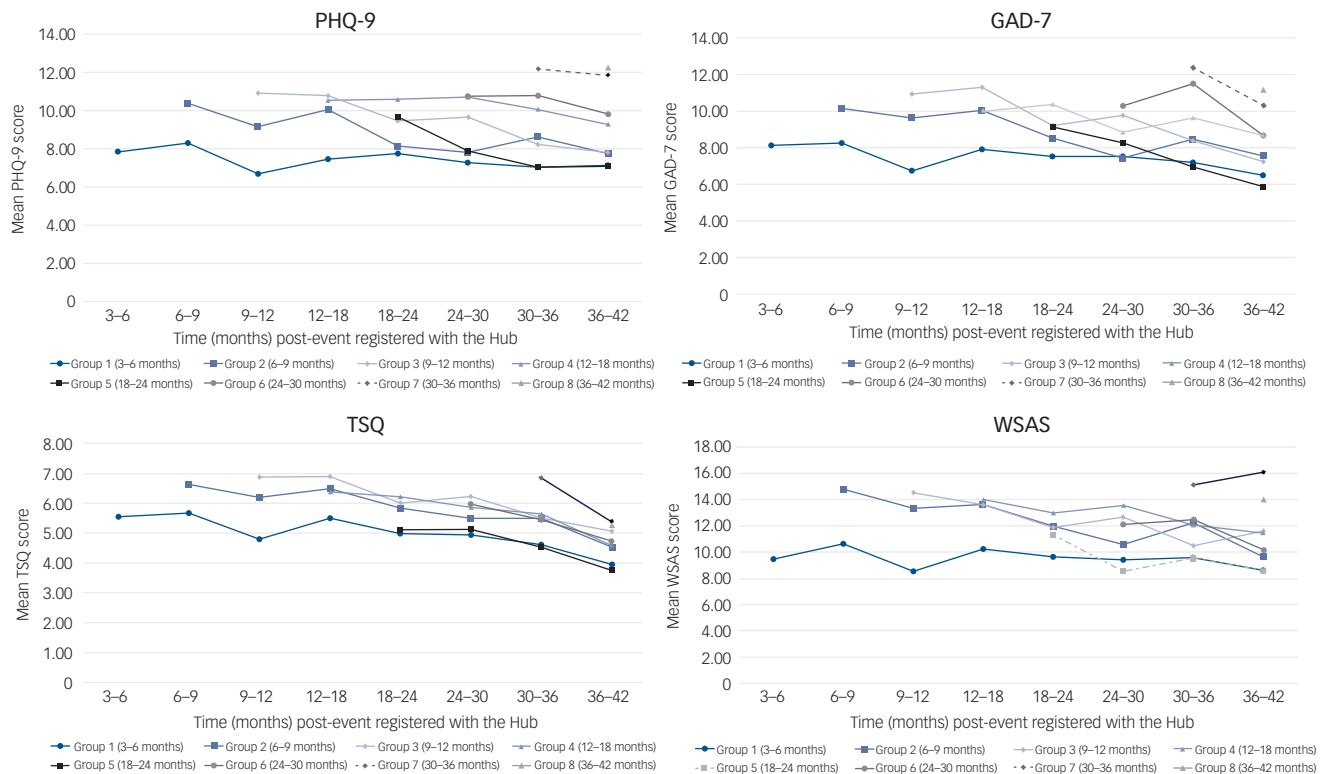 PHQ-9
14.00
12.00
10.00
8.00
6.00
4.00
2.00
0
Mean PHQ-9 score
3–6 6–9 9–12 12–18 18–24 24–30 30–36 36–42
Time (months) post-event registered with the Hub
Group 1 (3–6 months) Group 2 (6–9 months) Group 3 (9–12 months) Group 4 (12–18 months)
Group 5 (18–24 months) Group 6 (24–30 months) Group 7 (30–36 months) Group 8 (36–42 months)
GAD-7
14.00
12.00
10.00
8.00
6.00
4.00
2.00
0
Mean GAD-7 score
3–6 6–9 9–12 12–18 18–24 24–30 30–36 36–42
Time (months) post-event registered with the Hub
Group 1 (3–6 months) Group 2 (6–9 months) Group 3 (9–12 months) Group 4 (12–18 months)
Group 5 (18–24 months) Group 6 (24–30 months) Group 7 (30–36 months) Group 8 (36–42 months)
TSQ
8.00
7.00
6.00
5.00
4.00
3.00
2.00
1.00
0
Mean TSQ score
3–6 6–9 9–12 12–18 18–24 24–30 30–36 36–42
Time (months) post-event registered with the Hub
Group 1 (3–6 months) Group 2 (6–9 months) Group 3 (9–12 months) Group 4 (12–18 months)
Group 5 (18–24 months) Group 6 (24–30 months) Group 7 (30–36 months) Group 8 (36–42 months)
WSAS
18.00
16.00
14.00
12.00
10.00
8.00
6.00
4.00
2.00
0
Mean WSAS score
3–6 6–9 9–12 12–18 18–24 24–30 30–36 36–42
Time (months) post-event registered with the Hub
Group 1 (3–6 months) Group 2 (6–9 months) Group 3 (9–12 months) Group 4 (12–18 months)
Group 5 (18–24 months) Group 6 (24–30 months) Group 7 (30–36 months) Group 8 (36–42 months)